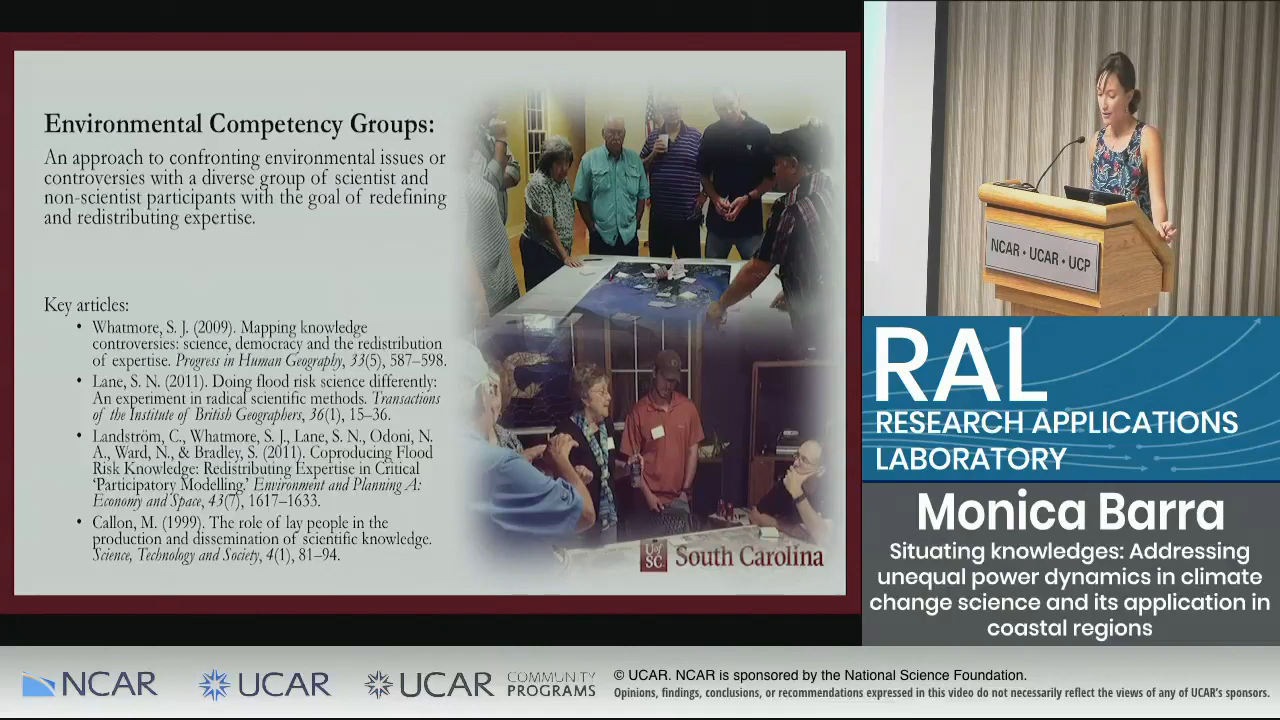 Environmental Competency Groups:
An approach to confronting environmental issues or
controversies with a diverse group of scientist and
non-scientist participants with the goal of redefining
and redistributing expertise.
Key articles:
• Whatmore, S. J. (2009). Mapping knowledge
controversies: science, democracy and the redistribution
of expertise. Progress in Human Geography, 33(5), 587–598.
• Lane, S. N. (2011). Doing flood risk science differently:
An experiment in radical scientific methods. Transactions
of the Institute of British Geographers, 36(1), 15–36.
• Landström, C., Whatmore, S. J., Lane, S. N., Odoni, N.
A., Ward, N., & Bradley, S. (2011). Coproducing Flood
Risk Knowledge: Redistributing Expertise in Critical
‘Participatory Modelling.’ Environment and Planning A:
Economy and Space, 43(7), 1617–1633.
• Callon, M. (1999). The role of lay people in the
production and dissemination of scientific knowledge.
Science, Technology and Society, 4(1), 81–94.
U of SC
South Carolina
NCAR • UCAR • UCP
RAL
RESEARCH APPLICATIONS
LABORATORY
Monica Barra
Situating knowledges: Addressing
unequal power dynamics in climate
change science and its application in
coastal regions
NCAR
UCAR
UCAR
COMMUNITY
PROGRAMS
© UCAR. NCAR is sponsored by the National Science Foundation.
Opinions, findings, conclusions, or recommendations expressed in this video do not necessarily reflect the views of any of UCAR's sponsors.